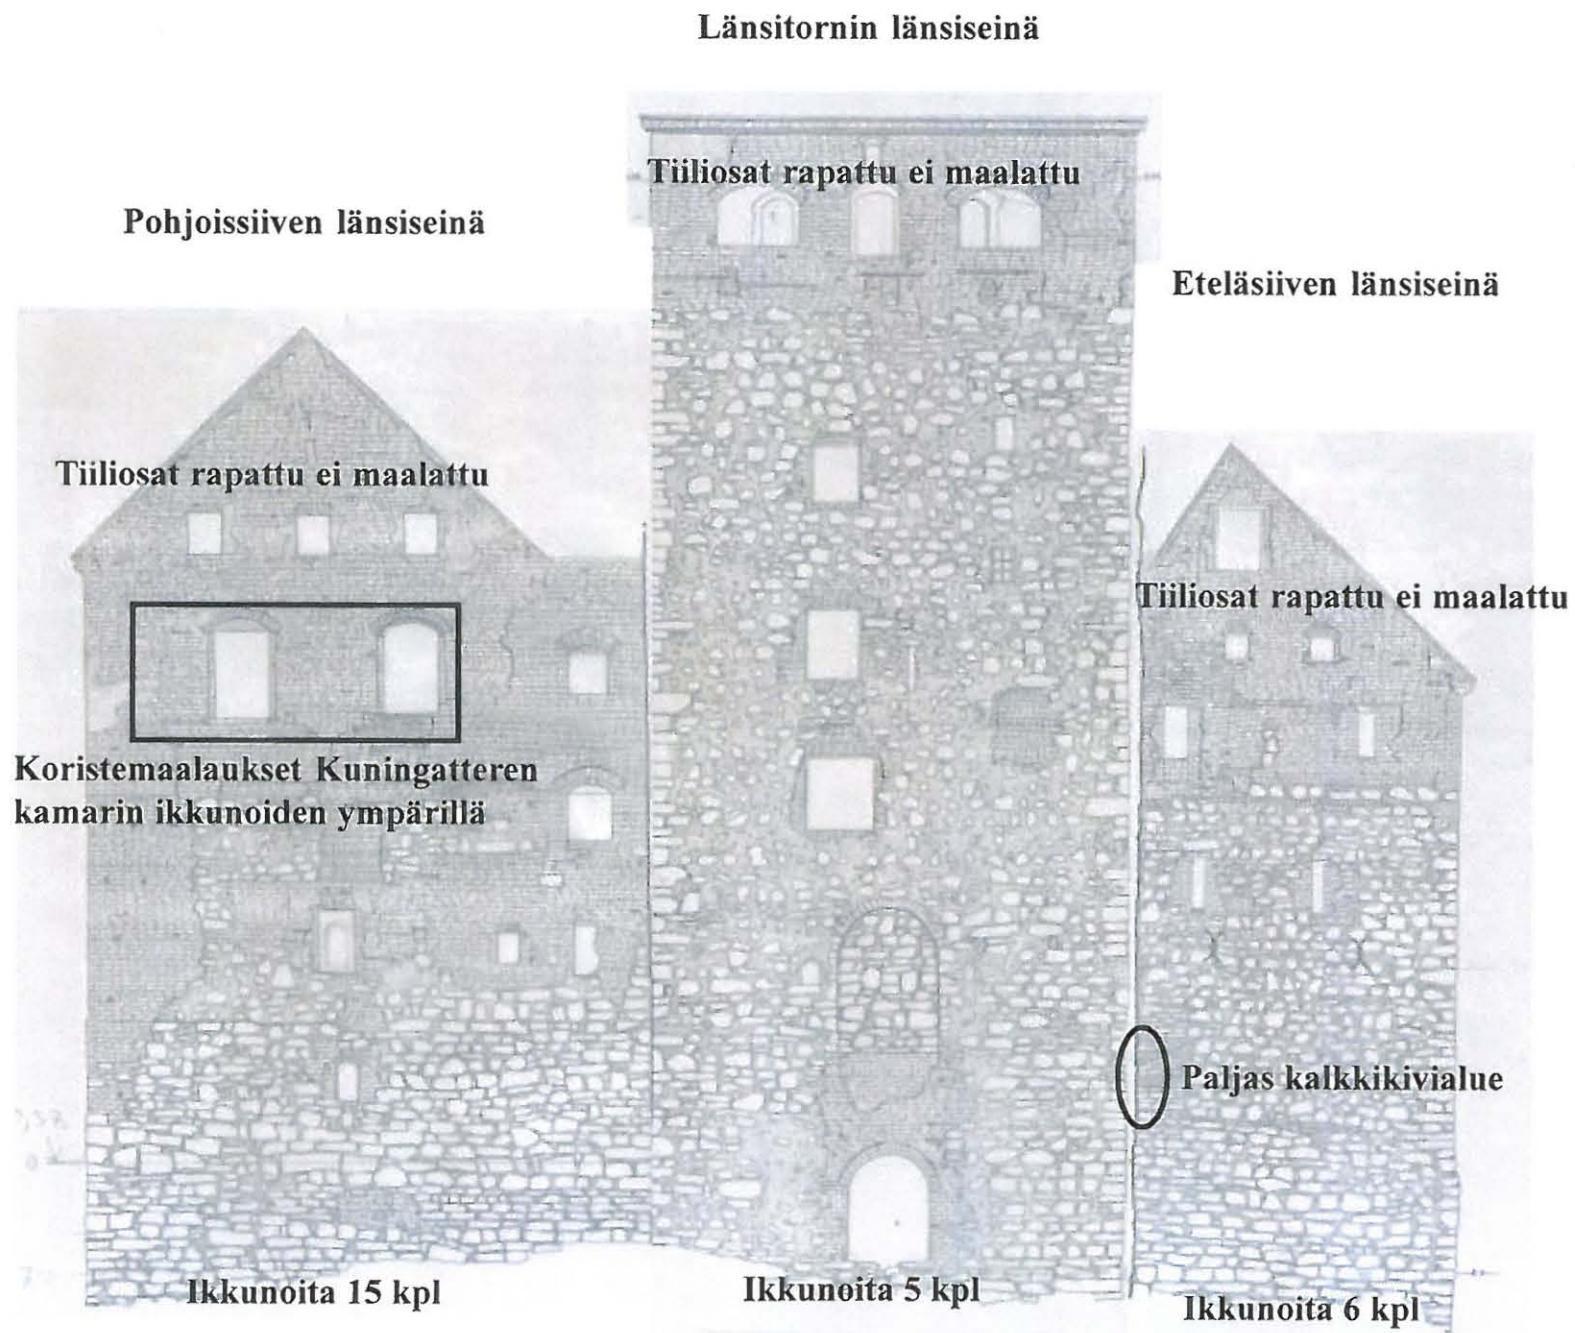 Länsitornin länsiseinä
Tiiliosat rapattu ei maalattu
Pohjoissiiven länsiseinä
Eteläsiiven länsiseinä
Tiiliosat rapattu ei maalattu
Tiiliosat rapattu ei maalattu
Koristemaalaukset Kuningatteren
kamarin ikkunoiden ympärillä
Paljas kalkkikivialue
Ikkunoita 15 kpl
Ikkunoita 5 kpl
Ikkunoita 6 kpl